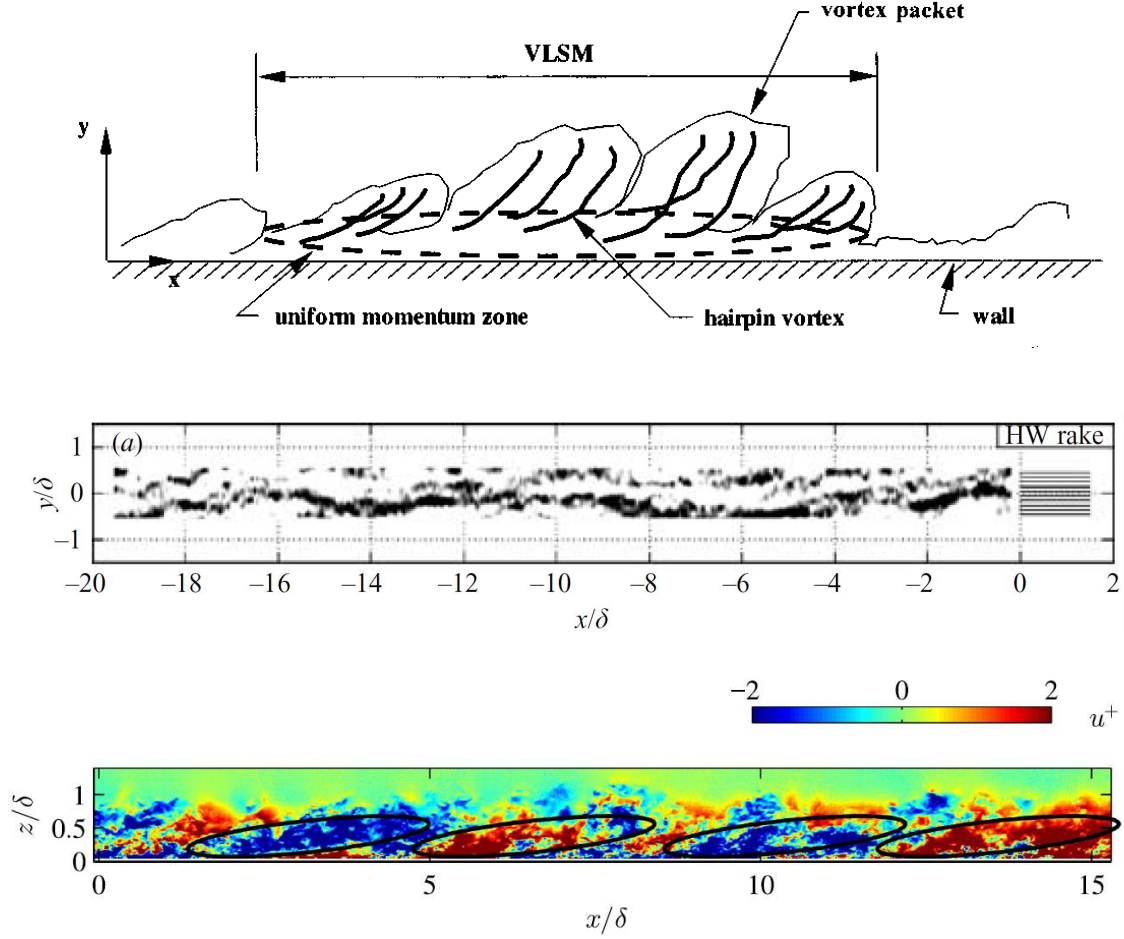 vortex packet
VLSM
y
x
uniform momentum zone
hairpin vortex
wall
(a)
HW rake
1
0
−1
y/δ
−20 −18 −16 −14 −12 −10 −8 −6 −4 −2 0 2
x/δ
−2 0 2
u⁺
1
0.5
0
z/δ
0 5 10 15
x/δ